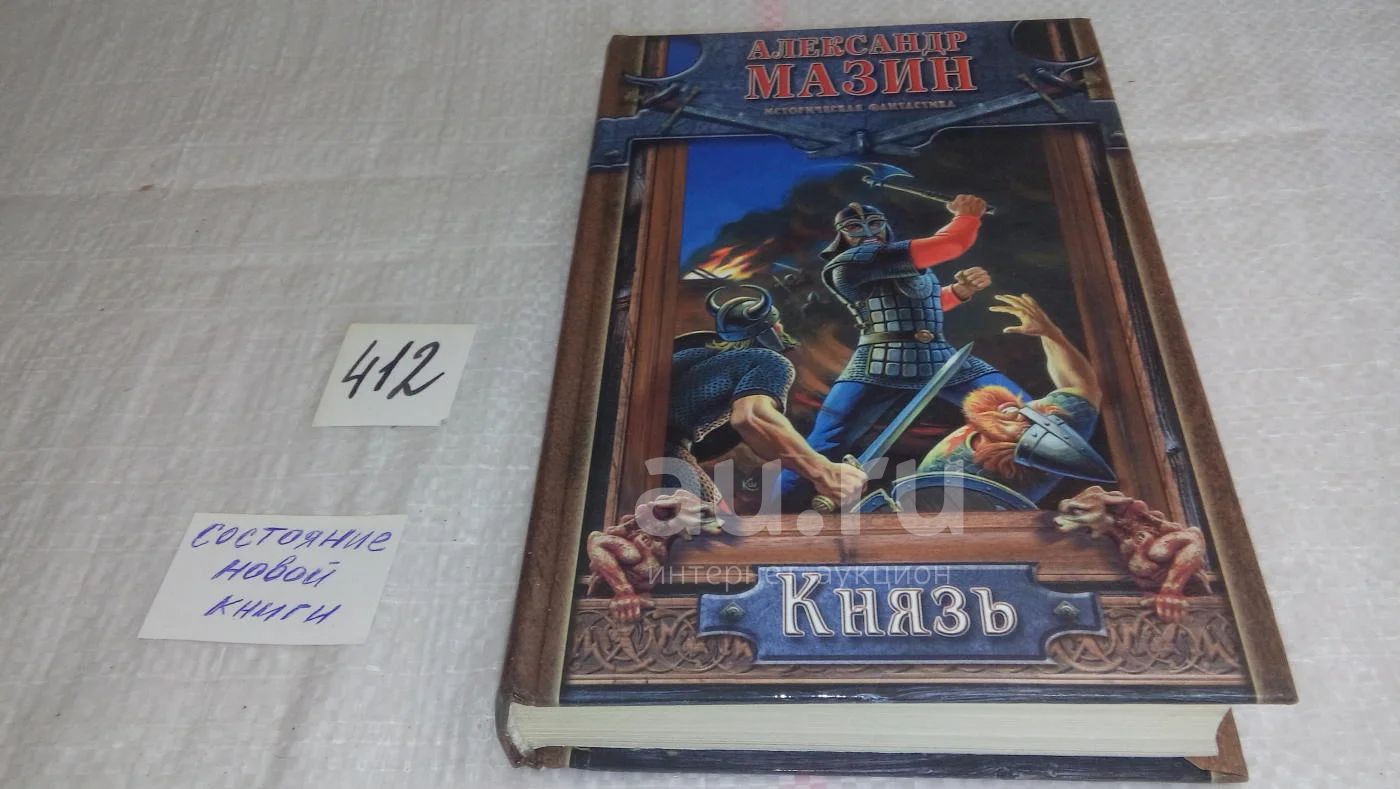 АЛЕКСАНДР
МАЗИН
ИСТОРИЧЕСКАЯ ФАНТАСТИКА
412
состояние
новой
книги
au.ru
интернет-аукцион
Князь